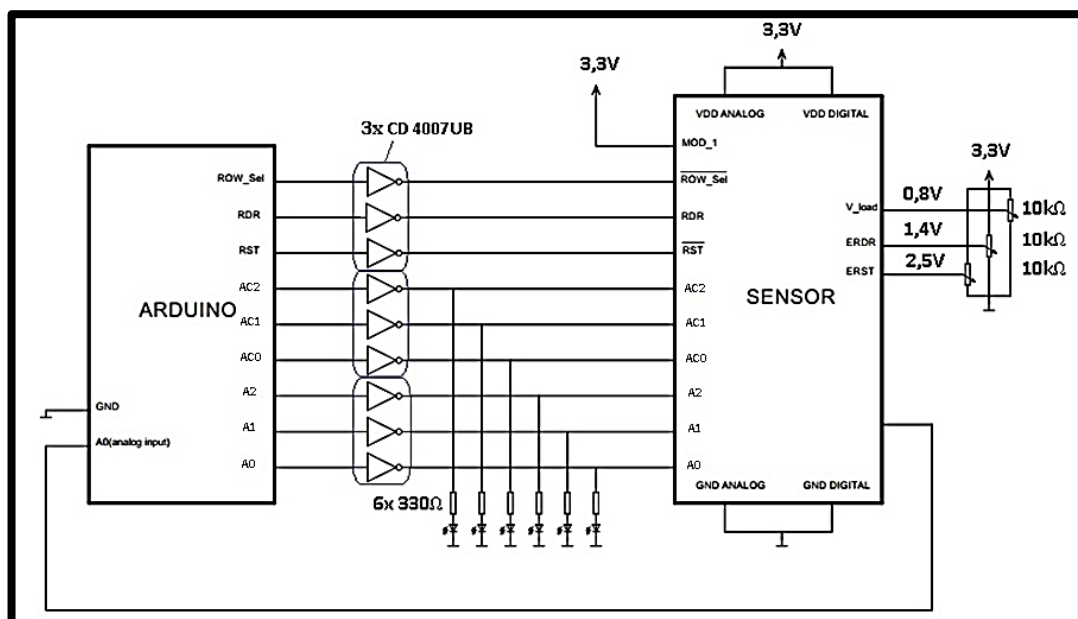 3,3V
3,3V
VDD ANALOG
VDD DIGITAL
3x CD 4007UB
MOD_1
3,3V
ROW_Sel
ROW_Sel
V_load
0,8V
10kΩ
RDR
RDR
ERDR
1,4V
10kΩ
RST
RST
ERST
2,5V
10kΩ
AC2
AC2
SENSOR
ARDUINO
AC1
AC1
AC0
AC0
A2
A2
GND
A1
A1
A0(analog input)
A0
A0
GND ANALOG
GND DIGITAL
6x 330Ω